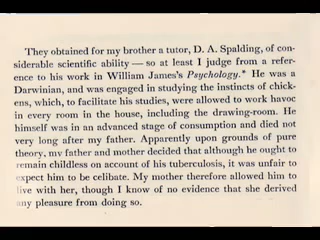 They obtained for my brother a tutor, D. A. Spalding, of con-
siderable scientific ability — so at least I judge from a refer-
ence to his work in William James's Psychology.* He was a
Darwinian, and was engaged in studying the instincts of chick-
ens, which, to facilitate his studies, were allowed to work havoc
in every room in the house, including the drawing-room. He
himself was in an advanced stage of consumption and died not
very long after my father. Apparently upon grounds of pure
theory, my father and mother decided that although he ought to
remain childless on account of his tuberculosis, it was unfair to
expect him to be celibate. My mother therefore allowed him to
live with her, though I know of no evidence that she derived
any pleasure from doing so.